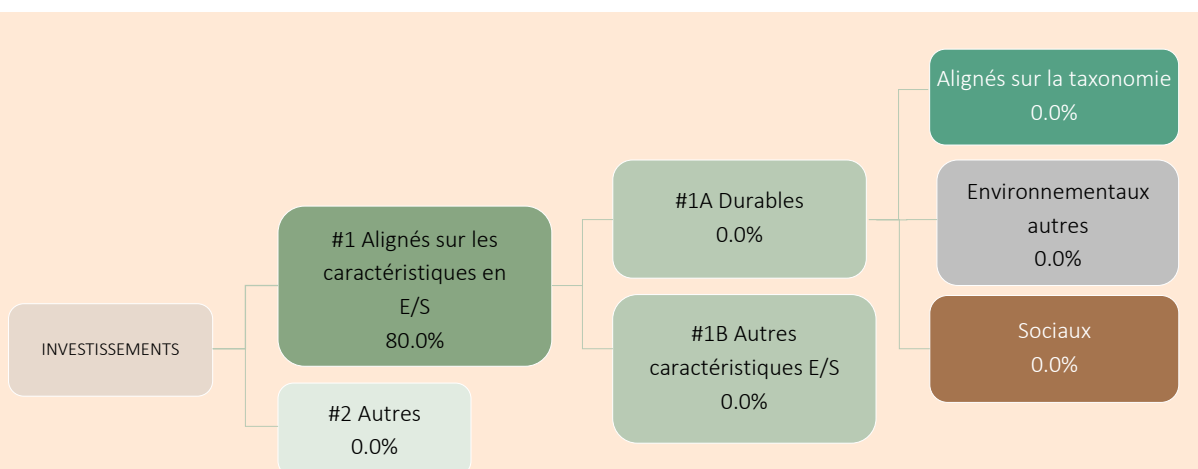 INVESTISSEMENTS
#1 Alignés sur les
caractéristiques en
E/S
80.0%
#2 Autres
0.0%
#1A Durables
0.0%
#1B Autres
caractéristiques E/S
0.0%
Alignés sur la taxonomie
0.0%
Environnementaux
autres
0.0%
Sociaux
0.0%